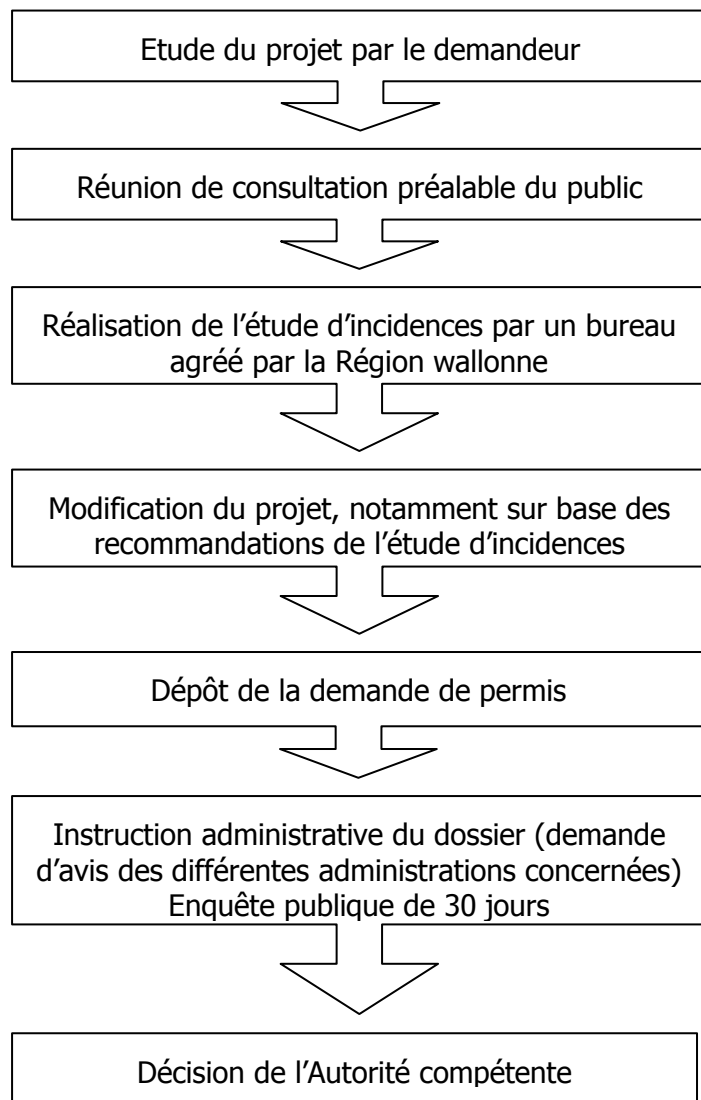 Etude du projet par le demandeur
Réunion de consultation préalable du public
Réalisation de l’étude d’incidences par un bureau
agréé par la Région wallonne
Modification du projet, notamment sur base des
recommandations de l’étude d’incidences
Dépôt de la demande de permis
Instruction administrative du dossier (demande
d’avis des différentes administrations concernées)
Enquête publique de 30 jours
Décision de l’Autorité compétente